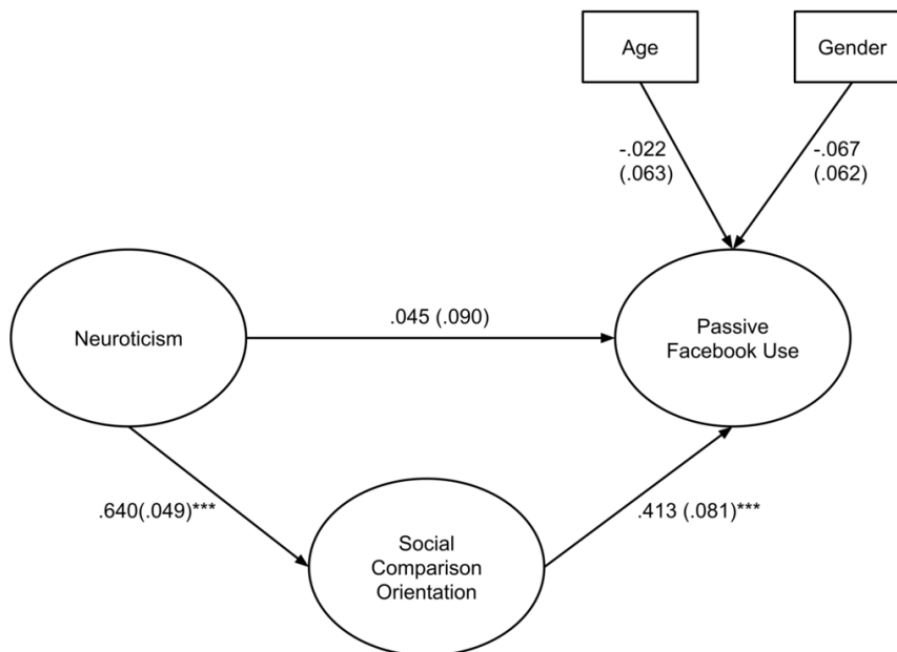 Age
Gender
-.022
(.063)
-.067
(.062)
.045 (.090)
Neuroticism
Passive
Facebook Use
.640(.049)***
.413 (.081)***
Social
Comparison
Orientation